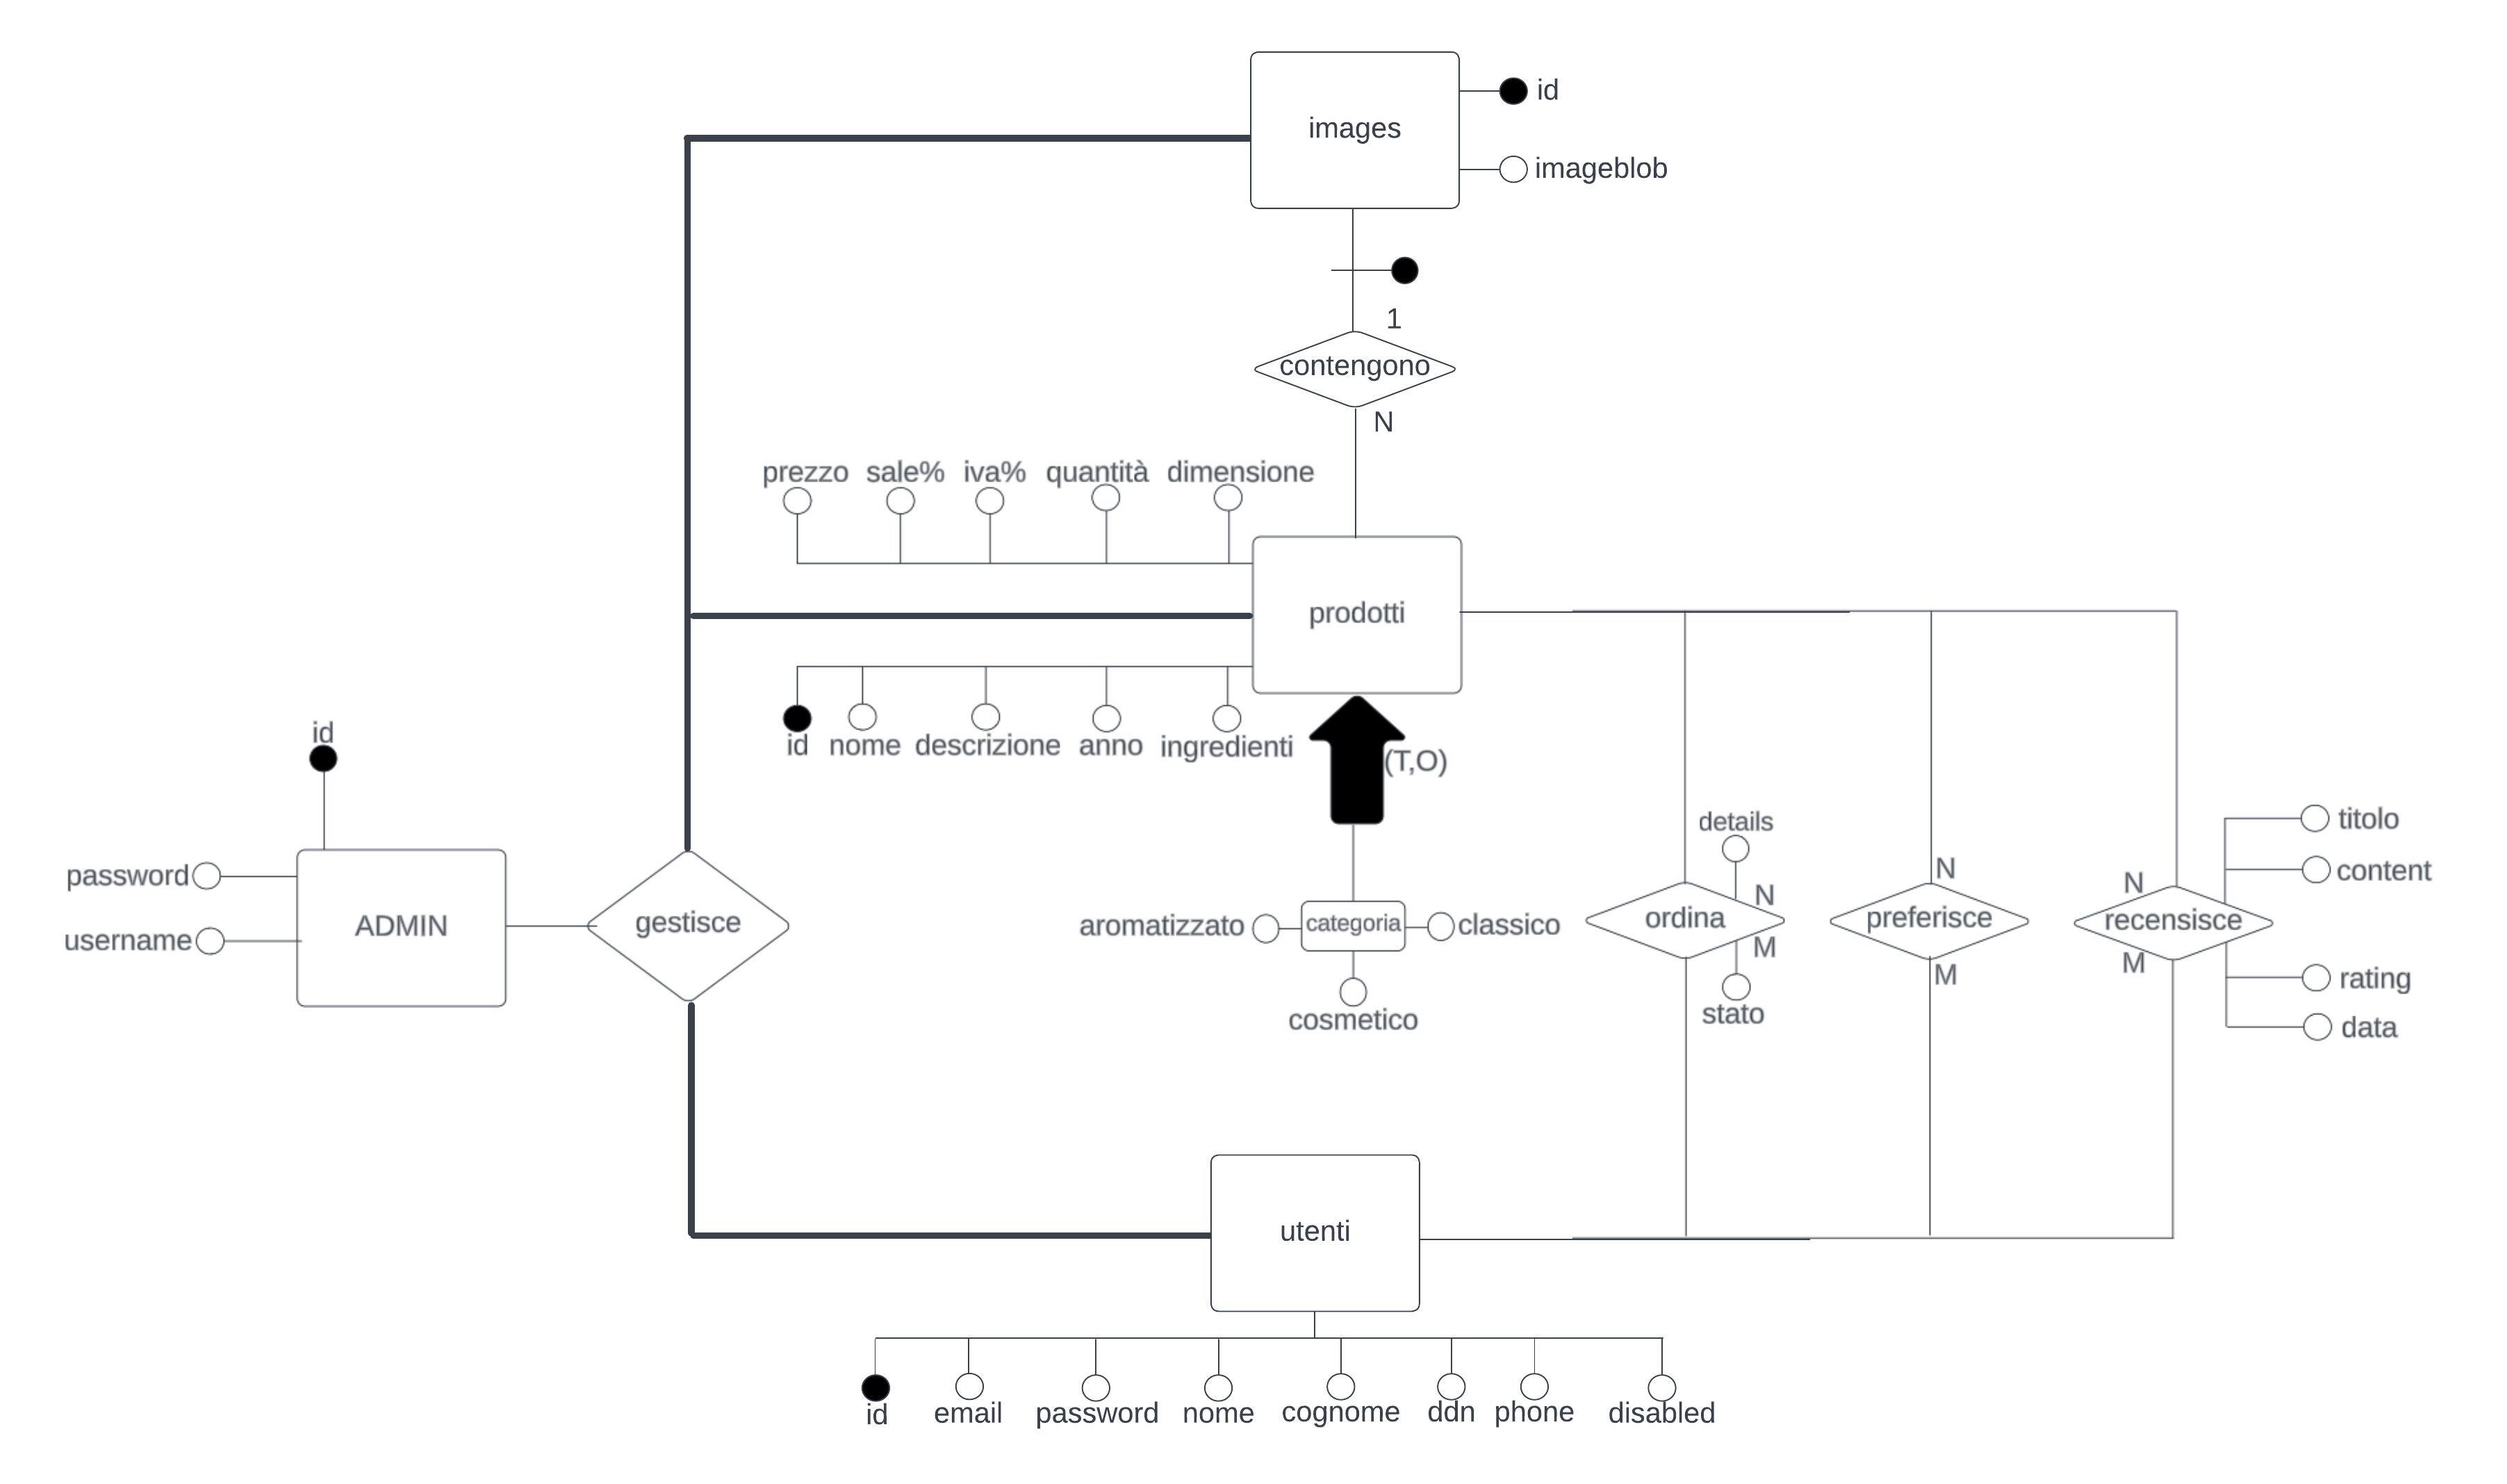 id
images
imageblob
1
contengono
N
prezzo sale% iva% quantità dimensione
prodotti
id nome descrizione anno ingredienti
(T,O)
id
password
username
ADMIN
gestisce
aromatizzato
categoria
classico
cosmetico
details
N
ordina
M
stato
N
preferisce
M
N
recensisce
M
titolo
content
rating
data
utenti
id email password nome cognome ddn phone disabled